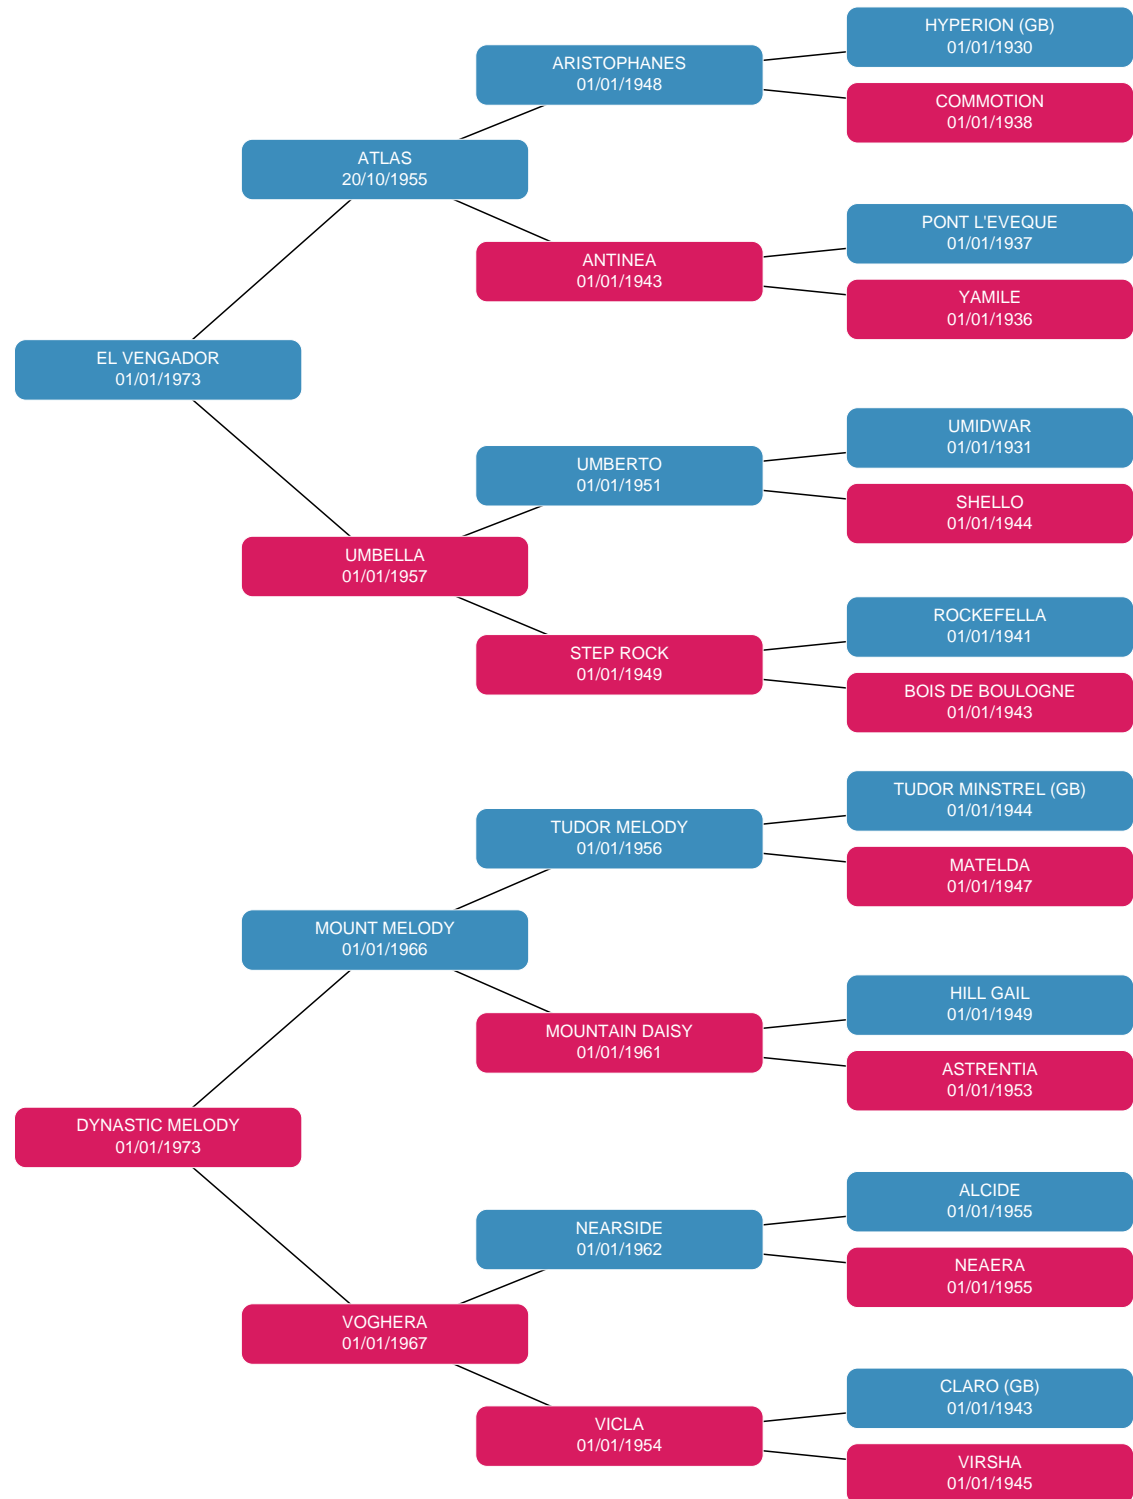 HYPERION (GB)
01/01/1930
ARISTOPHANES
01/01/1948
COMMOTION
01/01/1938
ATLAS
20/10/1955
PONT L'EVEQUE
01/01/1937
ANTINEA
01/01/1943
YAMILE
01/01/1936
EL VENGADOR
01/01/1973
UMIDWAR
01/01/1931
UMBERTO
01/01/1951
SHELLO
01/01/1944
UMBELLA
01/01/1957
ROCKEFELLA
01/01/1941
STEP ROCK
01/01/1949
BOIS DE BOULOGNE
01/01/1943
TUDOR MINSTREL (GB)
01/01/1944
TUDOR MELODY
01/01/1956
MATELDA
01/01/1947
MOUNT MELODY
01/01/1966
HILL GAIL
01/01/1949
MOUNTAIN DAISY
01/01/1961
ASTRENTIA
01/01/1953
DYNASTIC MELODY
01/01/1973
ALCIDE
01/01/1955
NEARSIDE
01/01/1962
NEAERA
01/01/1955
VOGHERA
01/01/1967
CLARO (GB)
01/01/1943
VICLA
01/01/1954
VIRSHA
01/01/1945